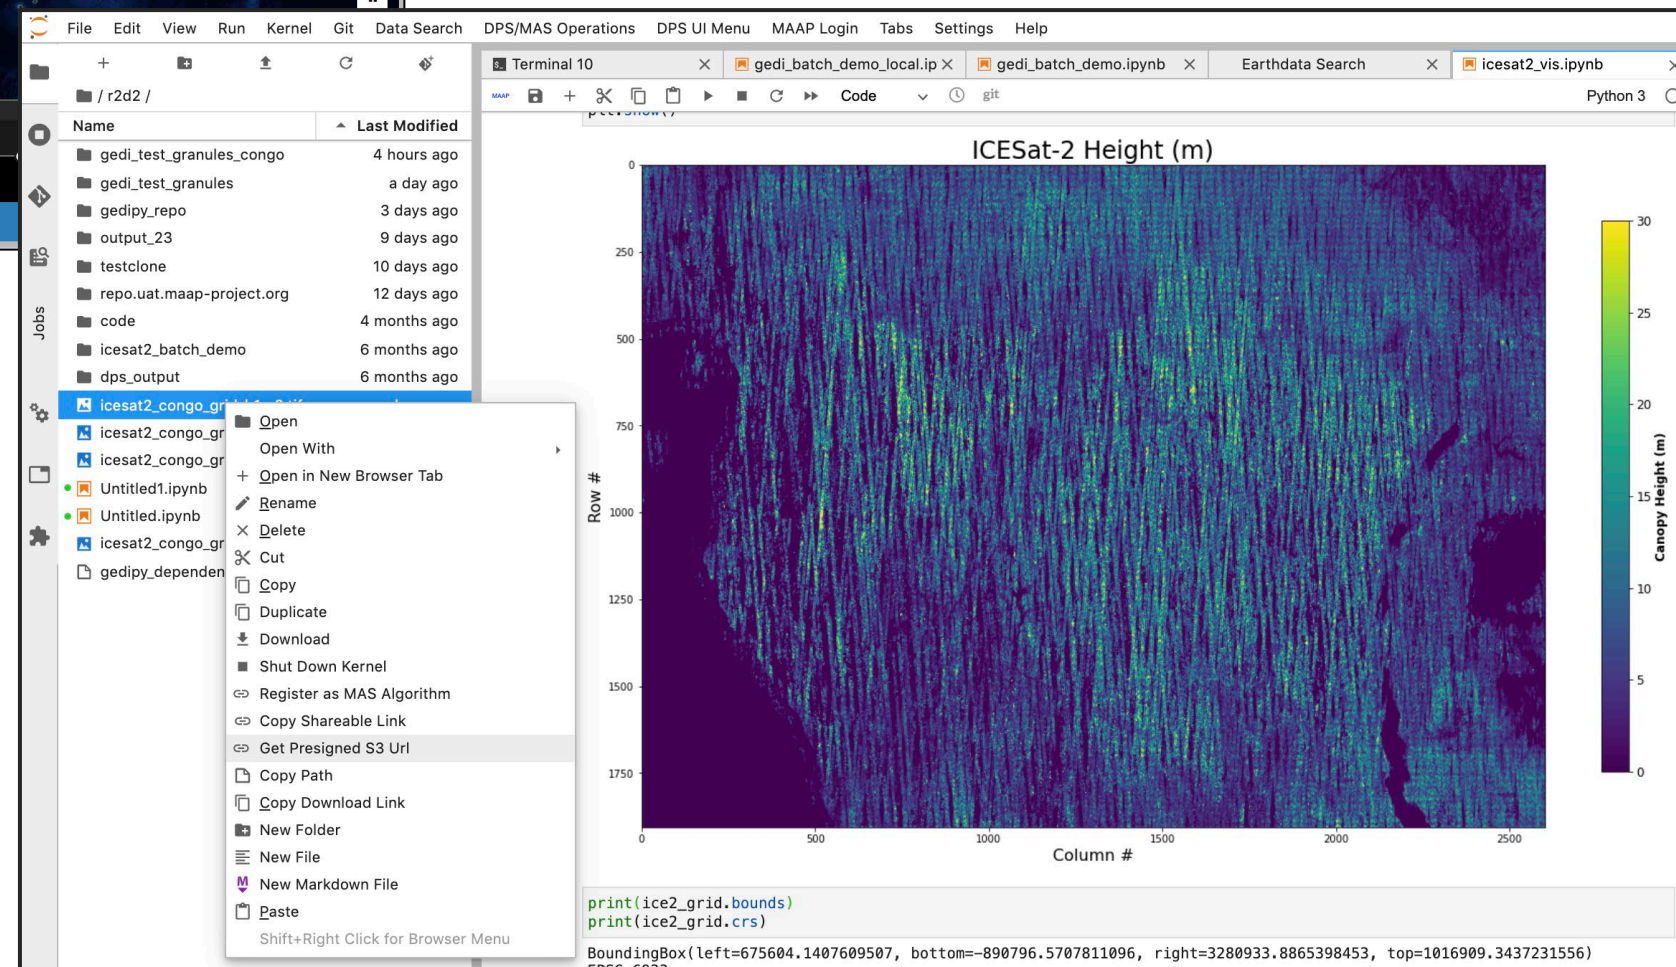 File Edit View Run Kernel Git Data Search DPS/MAS Operations DPS UI Menu MAAP Login Tabs Settings Help
Terminal 10
gedi_batch_demo_local.ip
gedi_batch_demo.ipynb
Earthdata Search
icesat2_vis.ipynb
/ r2d2 /
MAAP
Code
git
Python 3
Name Last Modified
gedi_test_granules_congo 4 hours ago
gedi_test_granules a day ago
gedipy_repo 3 days ago
output_23 9 days ago
testclone 10 days ago
repo.uat.maap-project.org 12 days ago
code 4 months ago
icesat2_batch_demo 6 months ago
dps_output 6 months ago
icesat2_congo_gr
icesat2_congo_gr
icesat2_congo_gr
Untitled1.ipynb
Untitled.ipynb
icesat2_congo_gr
gedipy_dependen
Jobs
Open
Open With
Open in New Browser Tab
Rename
Delete
Cut
Copy
Duplicate
Download
Shut Down Kernel
Register as MAS Algorithm
Copy Shareable Link
Get Presigned S3 Url
Copy Path
Copy Download Link
New Folder
New File
New Markdown File
Paste
Shift+Right Click for Browser Menu
plt.show()
ICESat-2 Height (m)
0
250
500
750
1000
1250
1500
1750
Row #
0 500 1000 1500 2000 2500
Column #
30
25
20
15
10
5
0
Canopy Height (m)
print(ice2_grid.bounds)
print(ice2_grid.crs)
BoundingBox(left=675604.1407609507, bottom=-890796.5707811096, right=3280933.8865398453, top=1016909.3437231556)